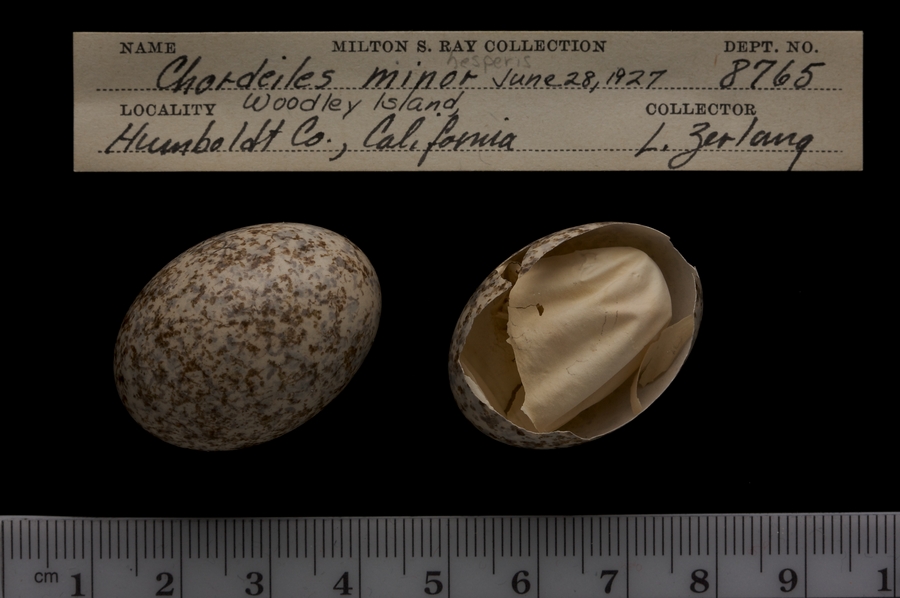 NAME MILTON S. RAY COLLECTION DEPT. NO.
hesperis
Chordeiles minor June 28, 1927 8765
LOCALITY Woodley Island, COLLECTOR
Humboldt Co., California L. Zerlang
cm 1 2 3 4 5 6 7 8 9 1